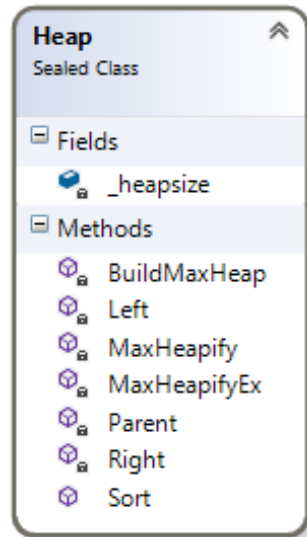 Heap
Sealed Class
Fields
_heapsize
Methods
BuildMaxHeap
Left
MaxHeapify
MaxHeapifyEx
Parent
Right
Sort